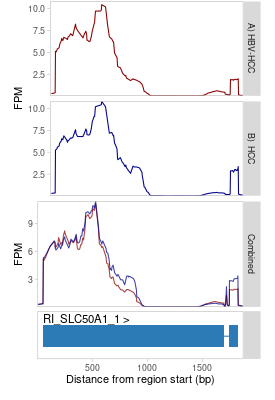 10.0
7.5
5.0
2.5
FPM
A) HBV-HCC
10.0
7.5
5.0
2.5
B) HCC
9
6
3
FPM
Combined
RI_SLC50A1_1 >
500
1000
1500
Distance from region start (bp)